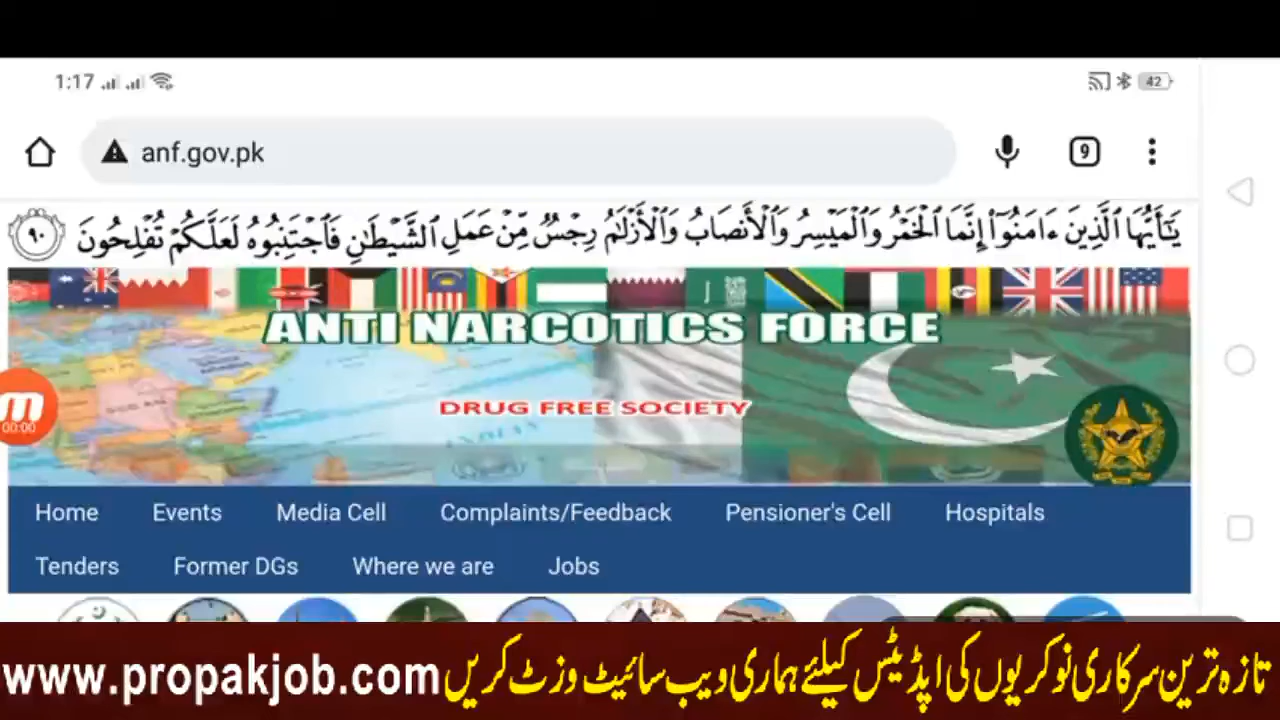 1:17
42
anf.gov.pk
9
يَـٰٓأَيُّهَا ٱلَّذِينَ ءَامَنُوٓا۟ إِنَّمَا ٱلْخَمْرُ وَٱلْمَيْسِرُ وَٱلْأَنصَابُ وَٱلْأَزْلَـٰمُ رِجْسٌ مِّنْ عَمَلِ ٱلشَّيْطَـٰنِ فَٱجْتَنِبُوهُ لَعَلَّكُمْ تُفْلِحُونَ ٩٠
ANTI NARCOTICS FORCE
DRUG FREE SOCIETY
00:00
Home Events Media Cell Complaints/Feedback Pensioner's Cell Hospitals
Tenders Former DGs Where we are Jobs
تازہ ترین سرکاری نوکریوں کی اپڈیٹس کیلئے ہماری ویب سائیٹ وزٹ کریں www.propakjob.com